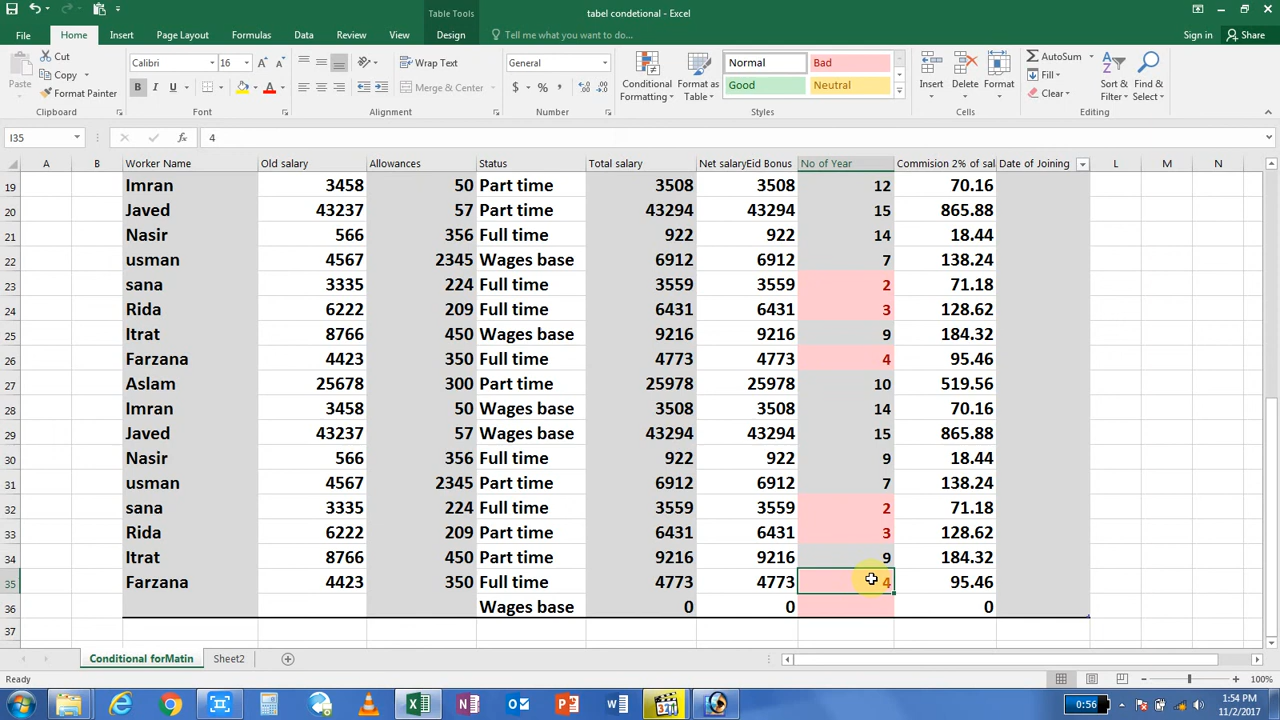 Table Tools
tabel condetional - Excel
File Home Insert Page Layout Formulas Data Review View Design Tell me what you want to do... Sign in Share
Paste Cut Copy Format Painter
Calibri 10 A A Wrap Text General
B I U A Merge & Center $ % ,
Conditional Formatting Format as Table
Normal Bad Good Neutral
Insert Delete Format
AutoSum Fill Clear
Sort & Filter Find & Select
Clipboard Font Alignment Number Styles Cells Editing
I35 fx 4
A B Worker Name Old salary Allowances Status Total salary Net salaryEid Bonus No of Year Commision 2% of sal Date of Joining L M N
19 Imran 3458 50 Part time 3508 3508 12 70.16
20 Javed 43237 57 Part time 43294 43294 15 865.88
21 Nasir 566 356 Full time 922 922 14 18.44
22 usman 4567 2345 Wages base 6912 6912 7 138.24
23 sana 3335 224 Full time 3559 3559 2 71.18
24 Rida 6222 209 Full time 6431 6431 3 128.62
25 Itrat 8766 450 Wages base 9216 9216 9 184.32
26 Farzana 4423 350 Full time 4773 4773 4 95.46
27 Aslam 25678 300 Part time 25978 25978 10 519.56
28 Imran 3458 50 Wages base 3508 3508 14 70.16
29 Javed 43237 57 Wages base 43294 43294 15 865.88
30 Nasir 566 356 Full time 922 922 9 18.44
31 usman 4567 2345 Part time 6912 6912 7 138.24
32 sana 3335 224 Full time 3559 3559 2 71.18
33 Rida 6222 209 Part time 6431 6431 3 128.62
34 Itrat 8766 450 Part time 9216 9216 9 184.32
35 Farzana 4423 350 Full time 4773 4773 4 95.46
36 Wages base 0 0 0
37
Conditional forMatin Sheet2
Ready 100%
0:56 1:54 PM
11/2/2017